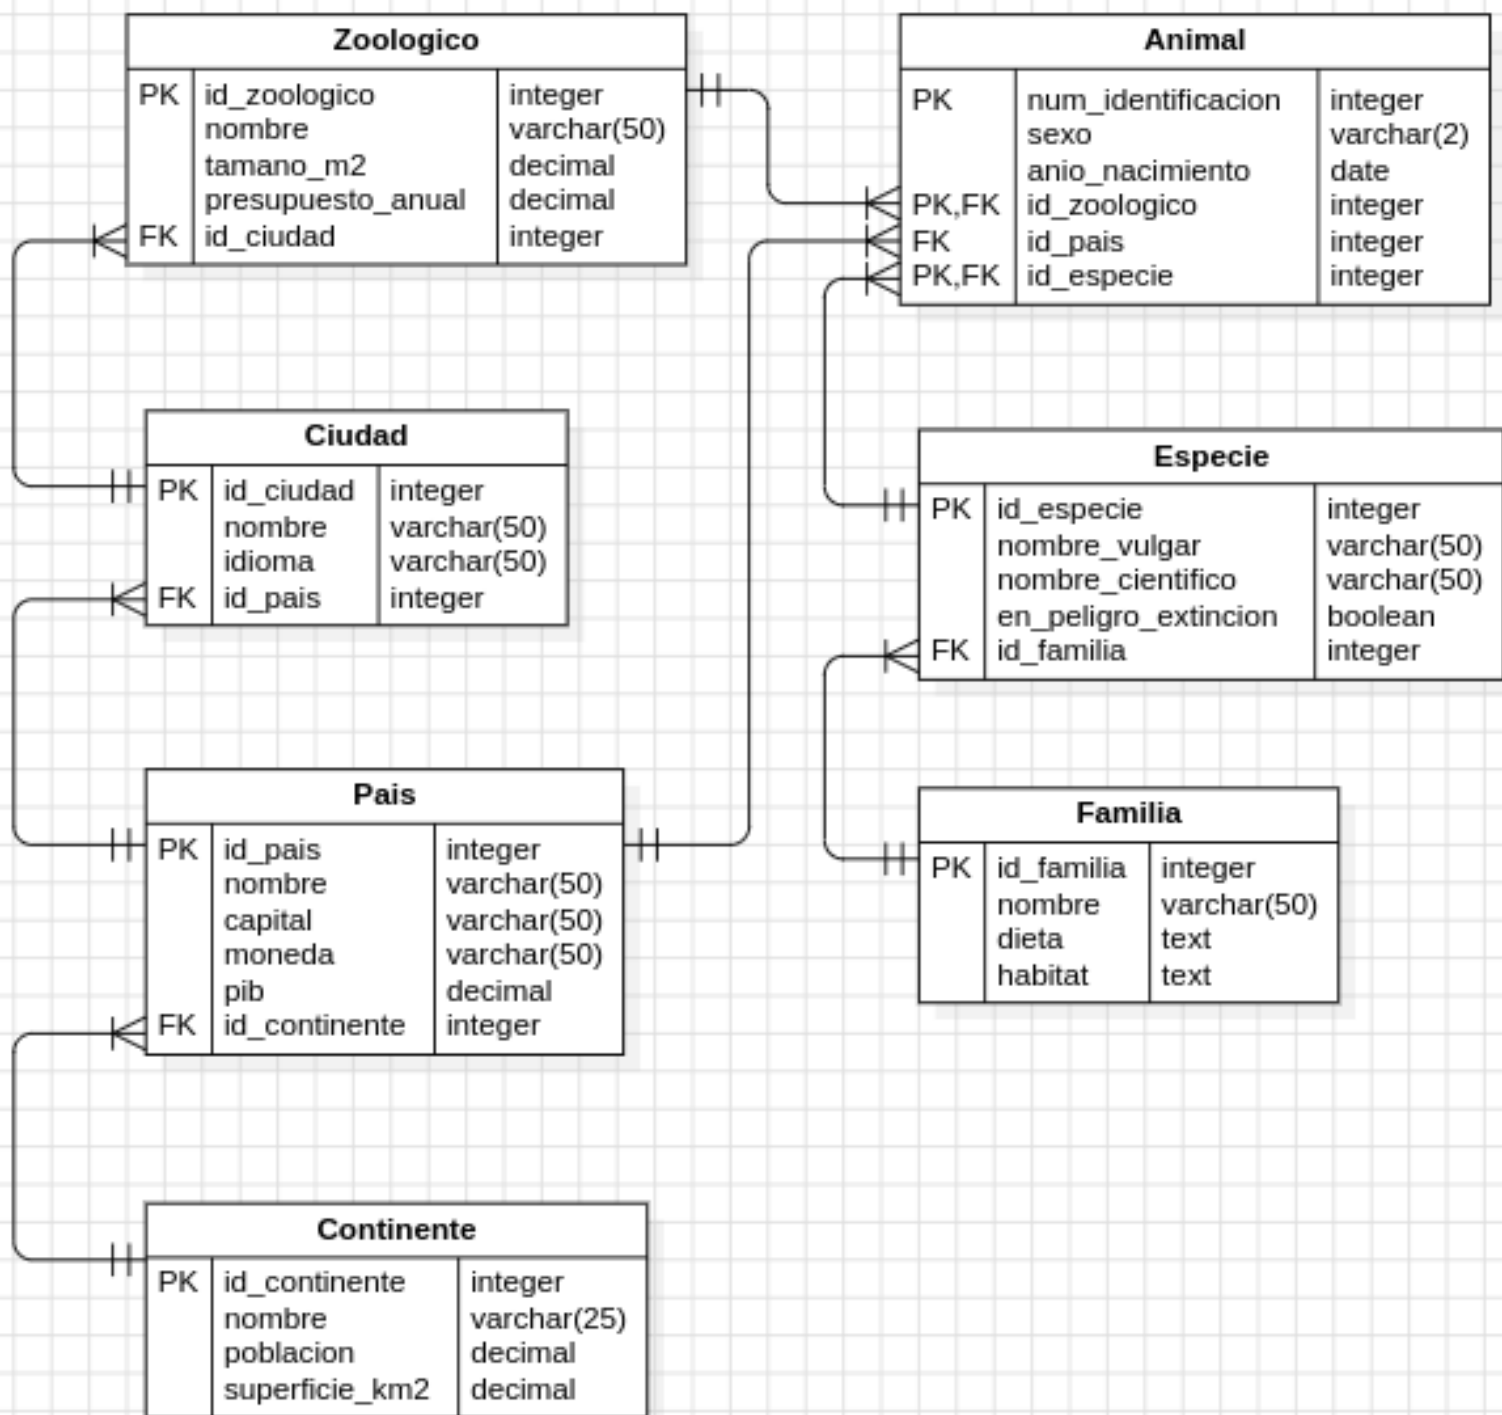 Zoologico
PK id_zoologico integer
nombre varchar(50)
tamano_m2 decimal
presupuesto_anual decimal
FK id_ciudad integer
Animal
PK num_identificacion integer
sexo varchar(2)
anio_nacimiento date
PK,FK id_zoologico integer
FK id_pais integer
PK,FK id_especie integer
Ciudad
PK id_ciudad integer
nombre varchar(50)
idioma varchar(50)
FK id_pais integer
Especie
PK id_especie integer
nombre_vulgar varchar(50)
nombre_cientifico varchar(50)
en_peligro_extincion boolean
FK id_familia integer
Pais
PK id_pais integer
nombre varchar(50)
capital varchar(50)
moneda varchar(50)
pib decimal
FK id_continente integer
Familia
PK id_familia integer
nombre varchar(50)
dieta text
habitat text
Continente
PK id_continente integer
nombre varchar(25)
poblacion decimal
superficie_km2 decimal